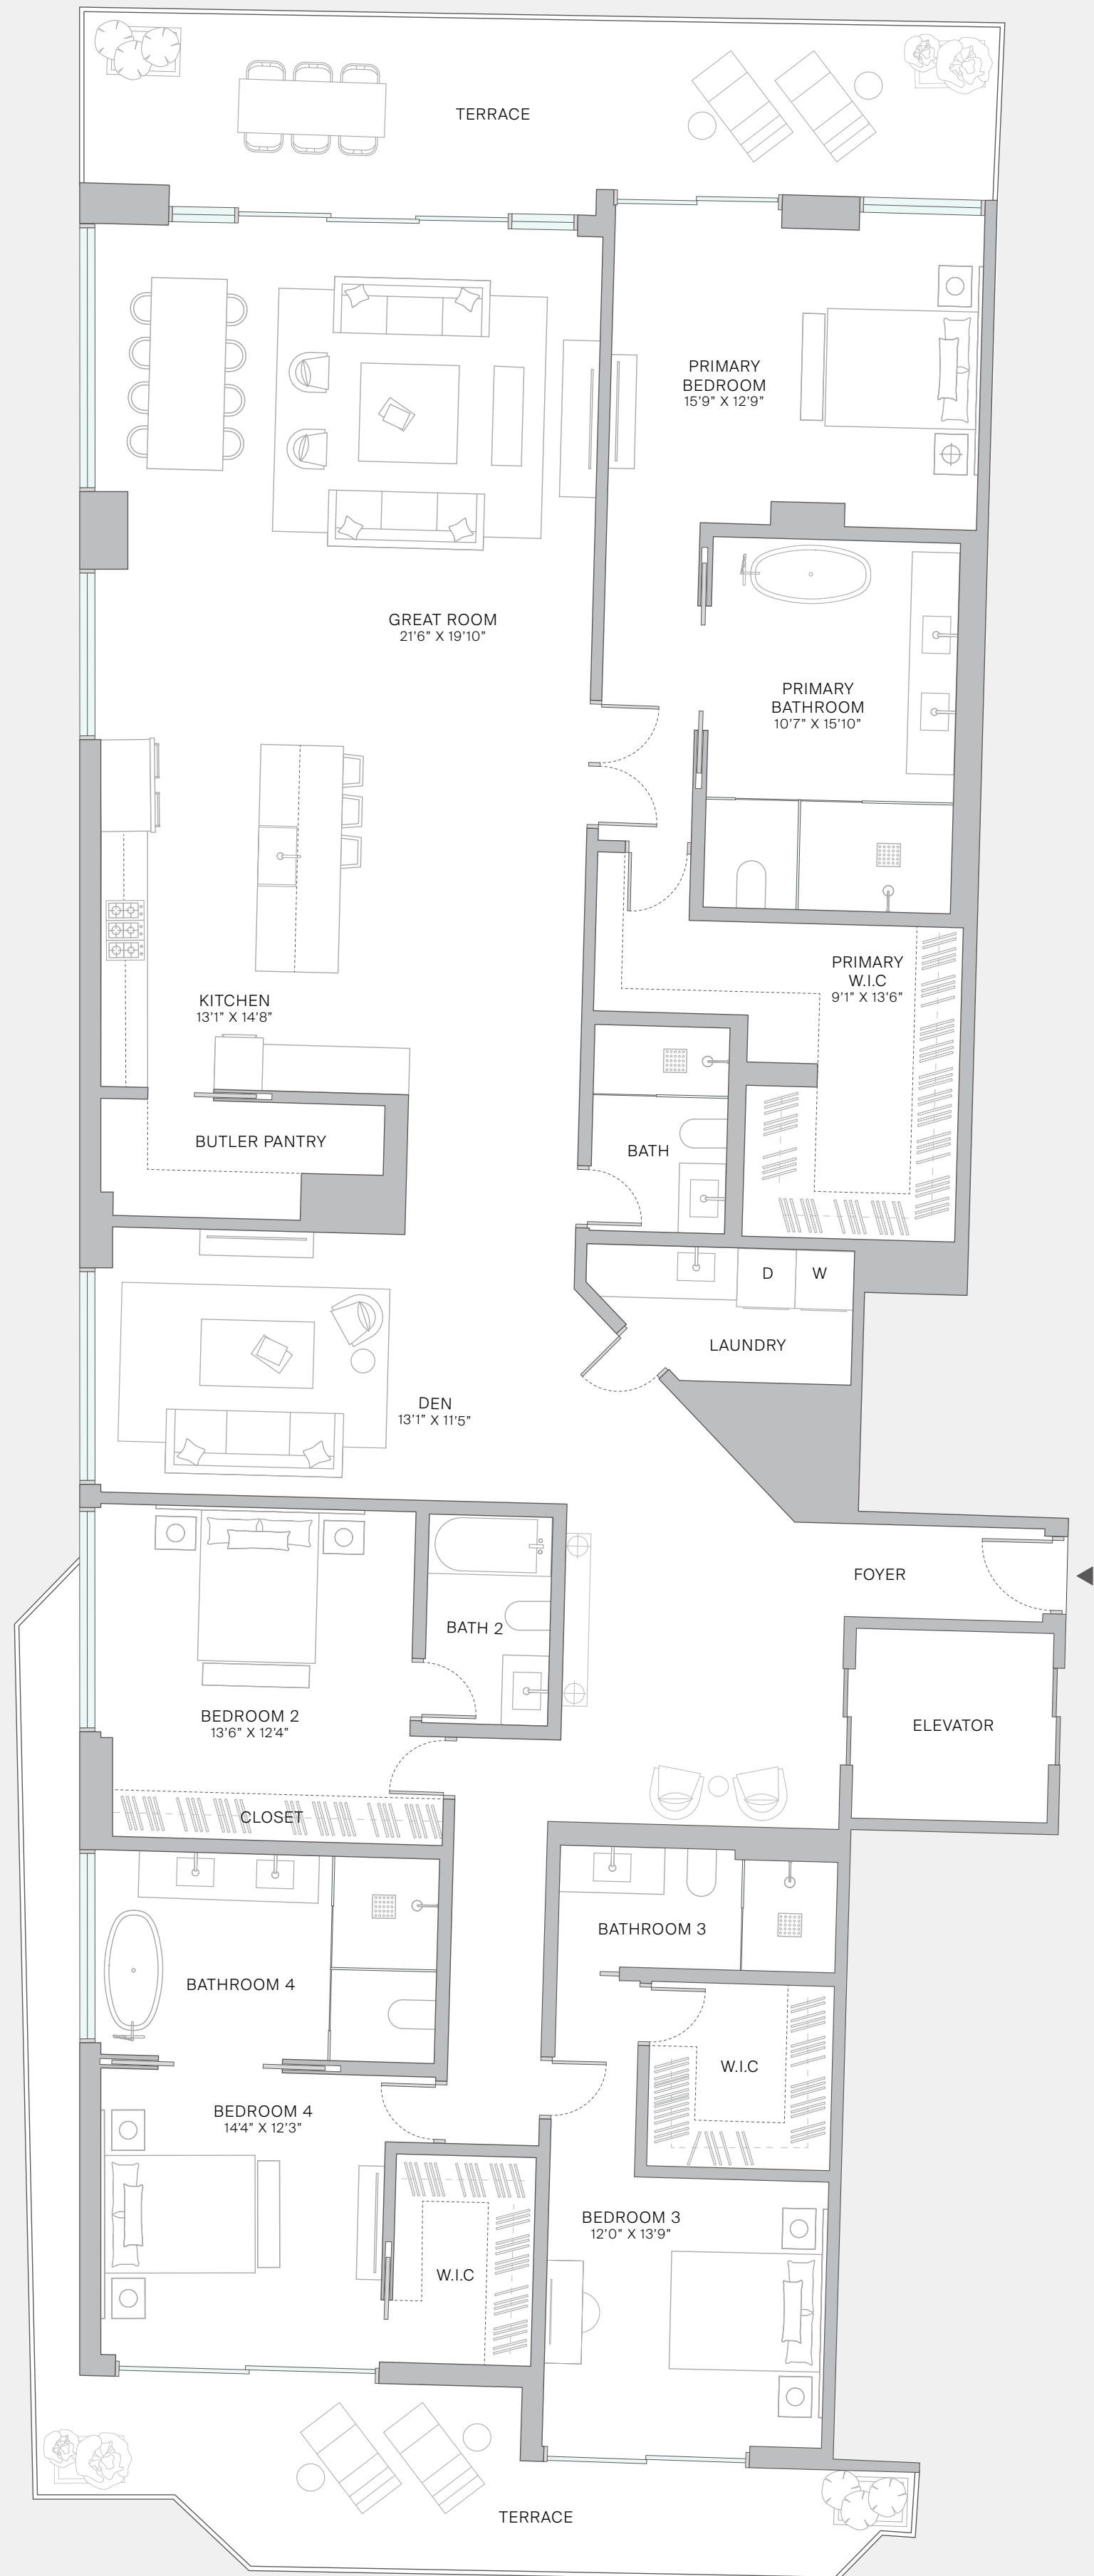 TERRACE
PRIMARY
BEDROOM
15'9" X 12'9"
GREAT ROOM
21'6" X 19'10"
PRIMARY
BATHROOM
10'7" X 15'10"
PRIMARY
W.I.C
9'1" X 13'6"
KITCHEN
13'1" X 14'8"
BUTLER PANTRY
BATH
D
W
LAUNDRY
DEN
13'1" X 11'5"
FOYER
BATH 2
BEDROOM 2
13'6" X 12'4"
ELEVATOR
CLOSET
BATHROOM 3
BATHROOM 4
W.I.C
BEDROOM 4
14'4" X 12'3"
BEDROOM 3
12'0" X 13'9"
W.I.C
TERRACE